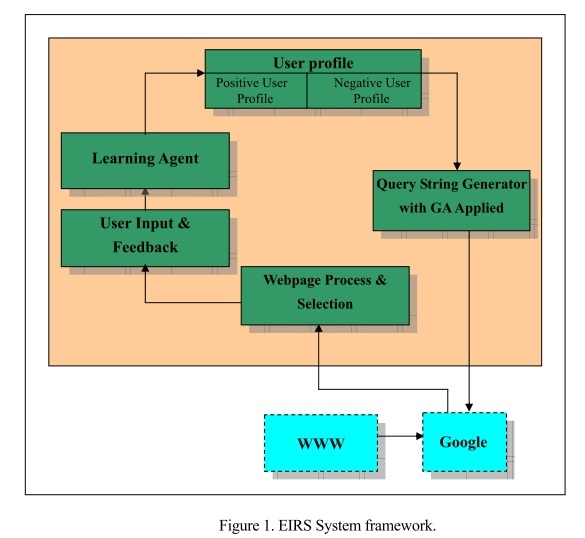 User profile
Positive User
Profile
Negative User
Profile
Learning Agent
Query String Generator
with GA Applied
User Input &
Feedback
Webpage Process &
Selection
WWW
Google
Figure 1. EIRS System framework.